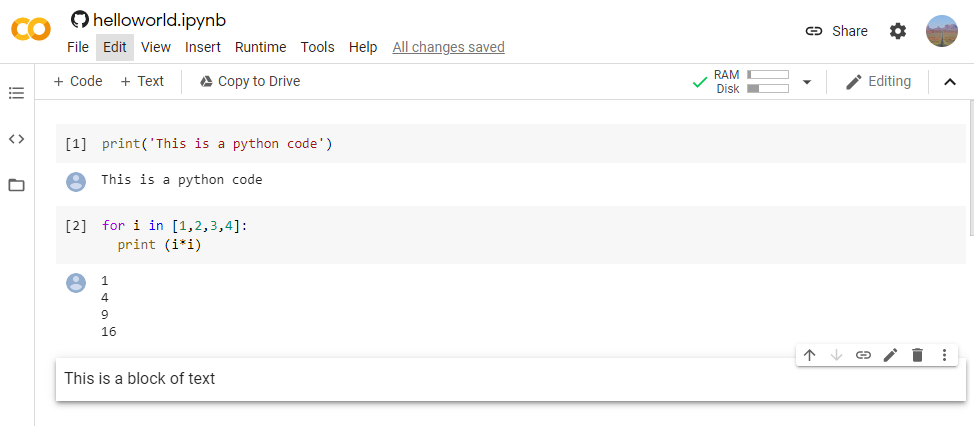 helloworld.ipynb
File Edit View Insert Runtime Tools Help All changes saved
Share
+ Code + Text Copy to Drive
RAM
Disk
Editing
[1] print('This is a python code')
This is a python code
[2] for i in [1,2,3,4]:
print (i*i)
1
4
9
16
This is a block of text